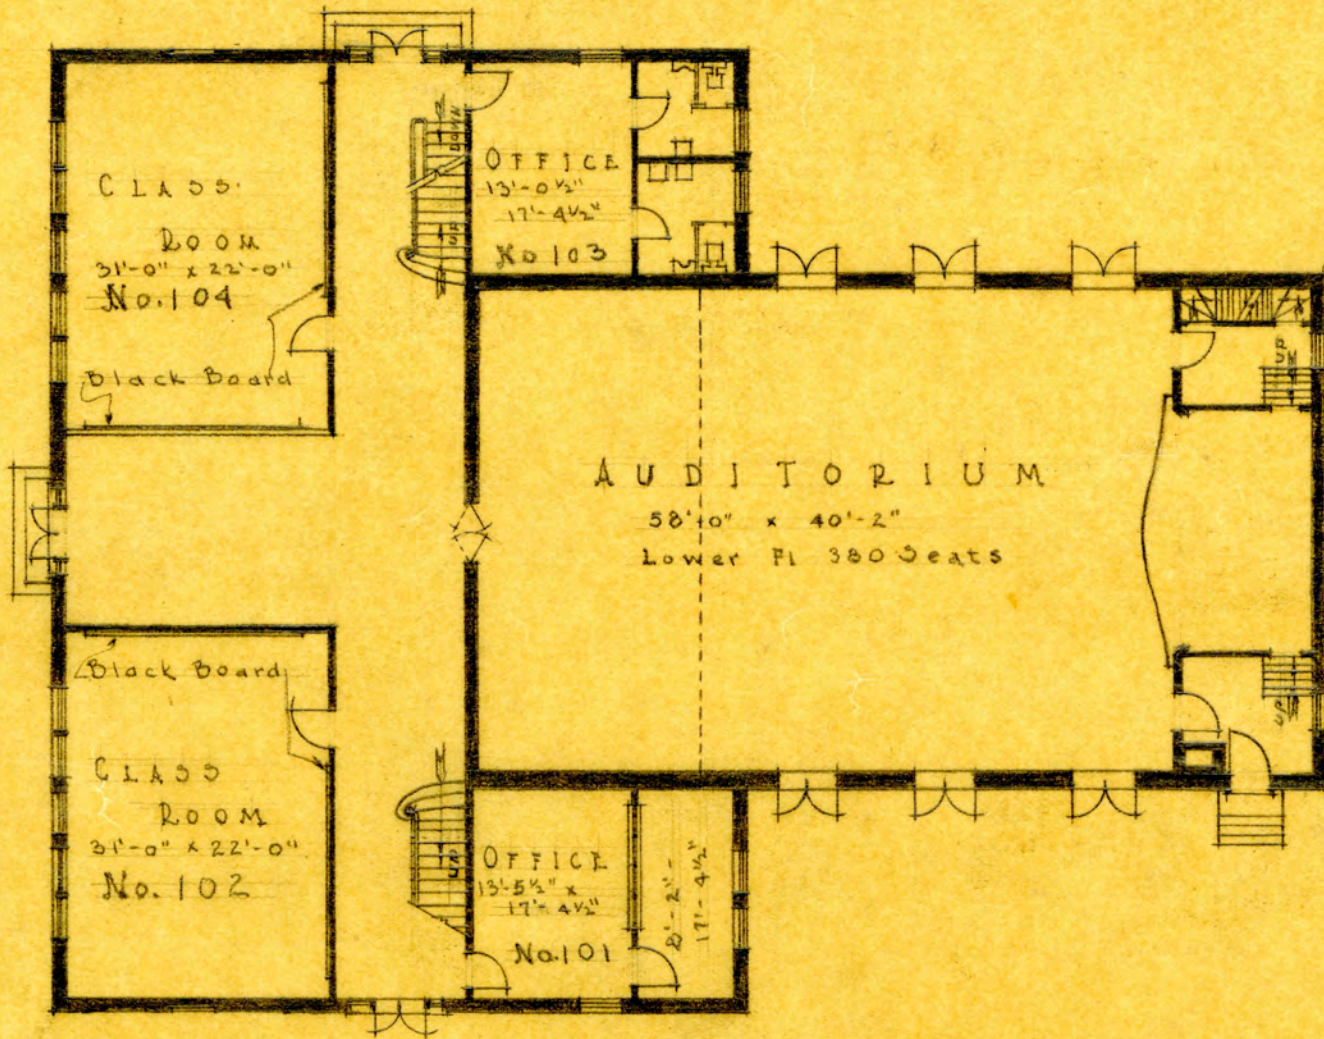 CLASS
ROOM
31'-0" x 22'-0"
No. 104
Black Board
DOWN
UP
OFFICE
13'-0½"
17'-4½"
No 103
AUDITORIUM
58'-0" x 40'-2"
Lower Fl 380 Seats
UP
Black Board
CLASS
ROOM
31'-0" x 22'-0"
No. 102
UP
OFFICE
13'-5½" x
17'-4½"
No. 101
8'-2"-
17'-4½"